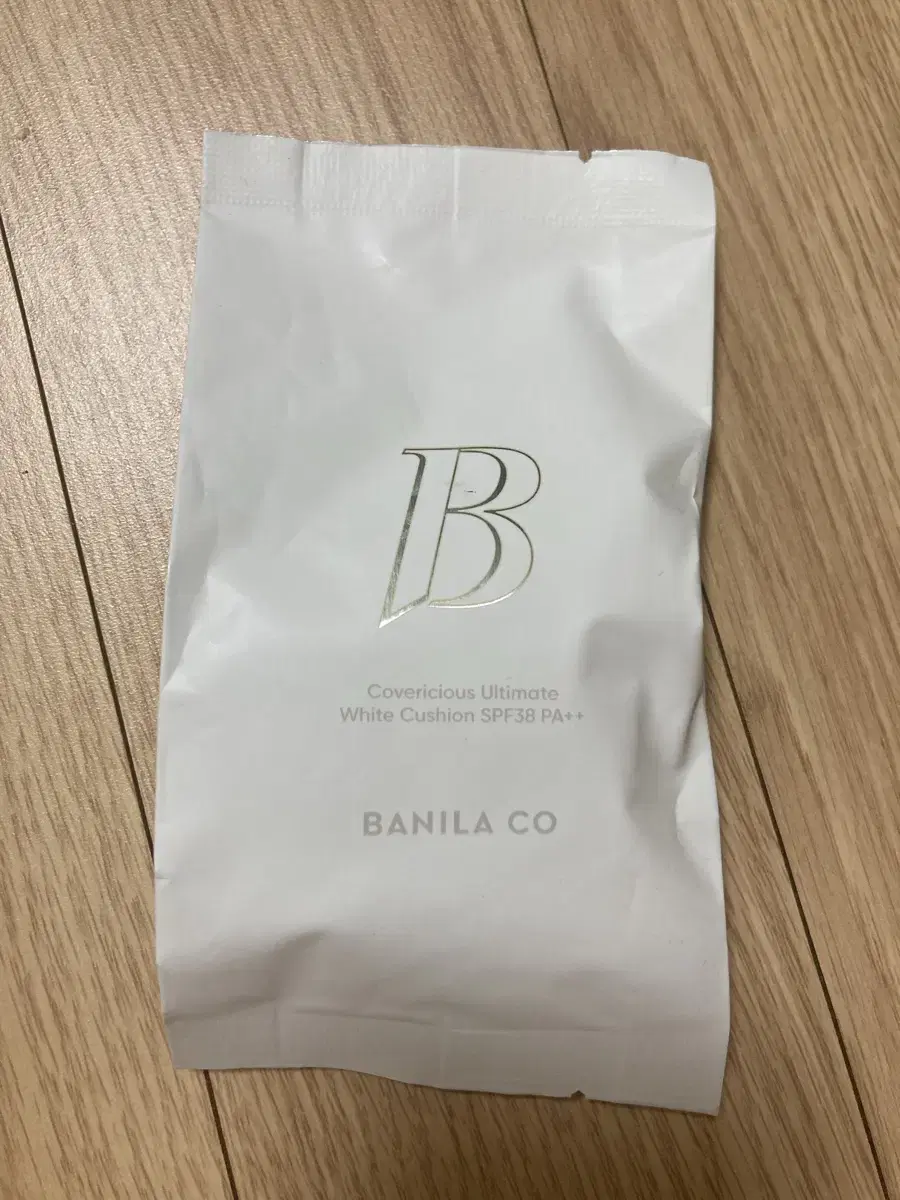 B
Covericious Ultimate
White Cushion SPF38 PA++
BANILA CO